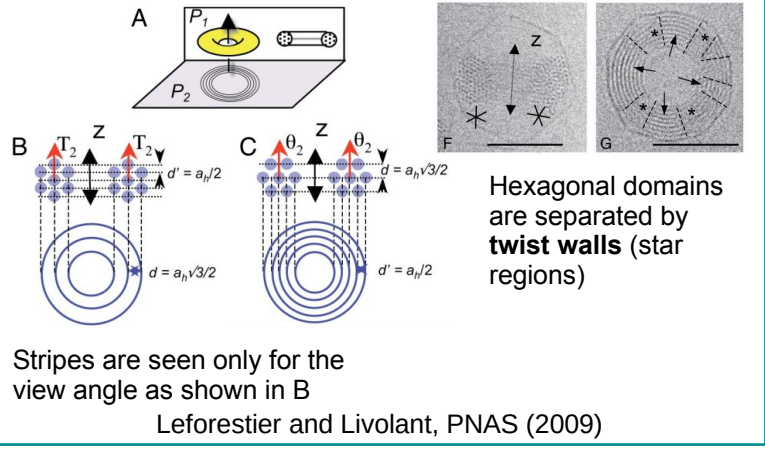 A
P₁
P₂
Z
F
G
* * * *
B
T₂ Z T₂
d' = aₕ/2
d = aₕ√3/2
C
θ₂ Z θ₂
d = aₕ√3/2
d' = aₕ/2
Hexagonal domains
are separated by
twist walls (star
regions)
Stripes are seen only for the
view angle as shown in B
Leforestier and Livolant, PNAS (2009)